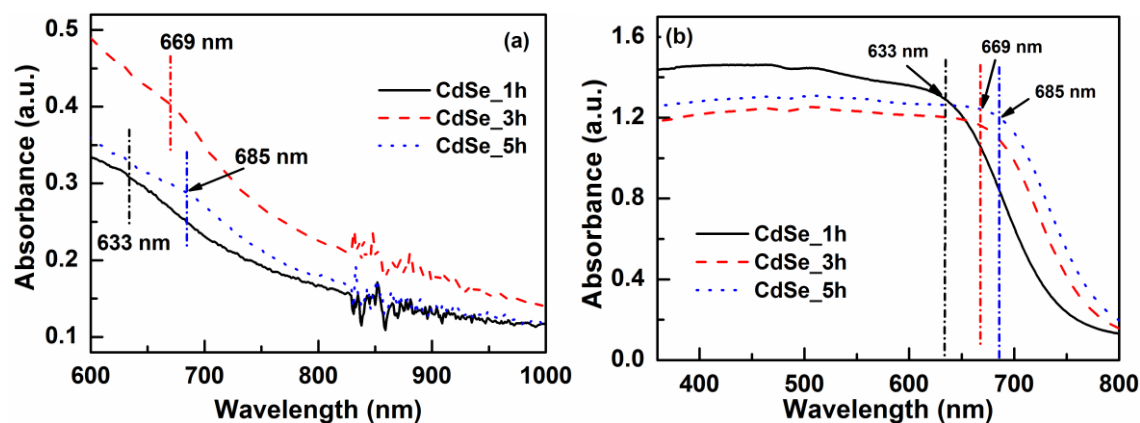 (a)
669 nm
CdSe_1h
CdSe_3h
CdSe_5h
685 nm
633 nm
0.5
0.4
0.3
0.2
0.1
Absorbance (a.u.)
600 700 800 900 1000
Wavelength (nm)
(b)
633 nm
669 nm
685 nm
CdSe_1h
CdSe_3h
CdSe_5h
1.6
1.2
0.8
0.4
0.0
Absorbance (a.u.)
400 500 600 700 800
Wavelength (nm)